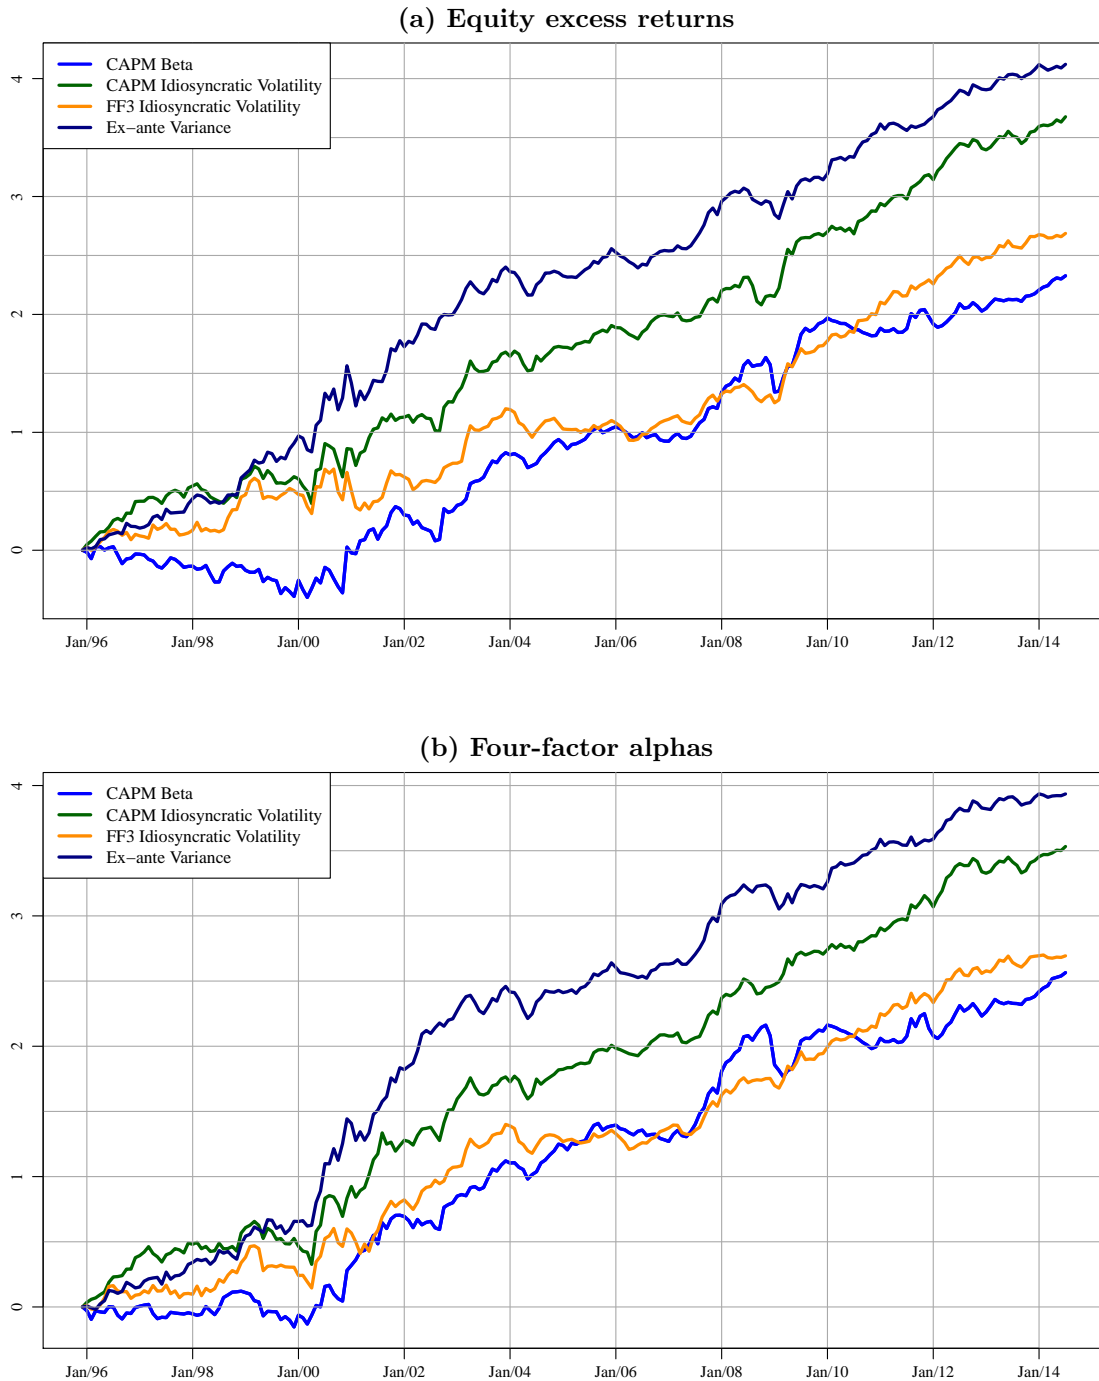 (a) Equity excess returns
CAPM Beta
CAPM Idiosyncratic Volatility
FF3 Idiosyncratic Volatility
Ex−ante Variance
4
3
2
1
0
Jan/96 Jan/98 Jan/00 Jan/02 Jan/04 Jan/06 Jan/08 Jan/10 Jan/12 Jan/14
(b) Four-factor alphas
CAPM Beta
CAPM Idiosyncratic Volatility
FF3 Idiosyncratic Volatility
Ex−ante Variance
4
3
2
1
0
Jan/96 Jan/98 Jan/00 Jan/02 Jan/04 Jan/06 Jan/08 Jan/10 Jan/12 Jan/14